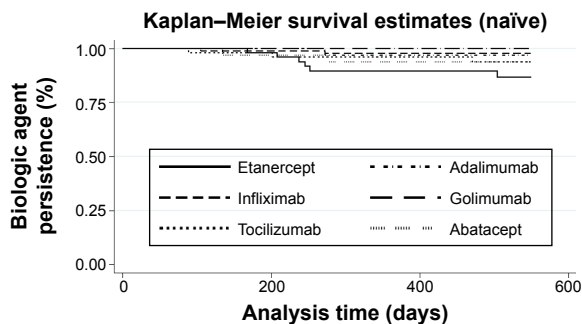 Kaplan–Meier survival estimates (naïve)
Biologic agent
persistence (%)
1.00
0.75
0.50
0.25
0.00
Etanercept
Adalimumab
Infliximab
Golimumab
Tocilizumab
Abatacept
0
200
400
600
Analysis time (days)